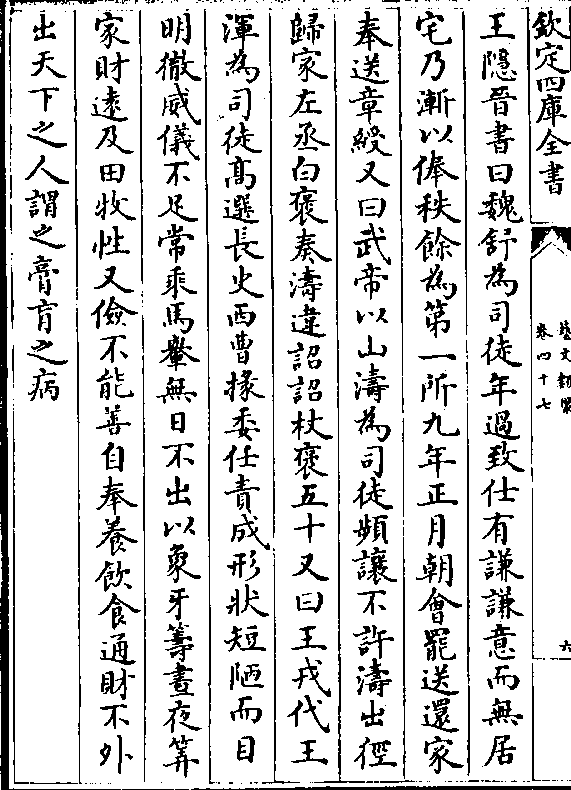 欽定四庫全書
藝文類聚
卷四十七
六
王隱晉書曰魏舒為司徒年過致仕有謙謙意而無居
宅乃漸以俸秩餘為第一所九年正月朝會罷送還家
奉送章綬又曰武帝以山濤為司徒頻讓不許濤出徑
歸家左丞白褒奏濤違詔詔杖褒五十又曰王戎代王
渾為司徒高選長史西曹掾委任責成形狀短陋而目
明徹威儀不足常乘馬轝無日不出以象牙籌晝夜筭
家財遠及田牧性又儉不能善自奉養飲食通財不外
出天下之人謂之膏肓之病